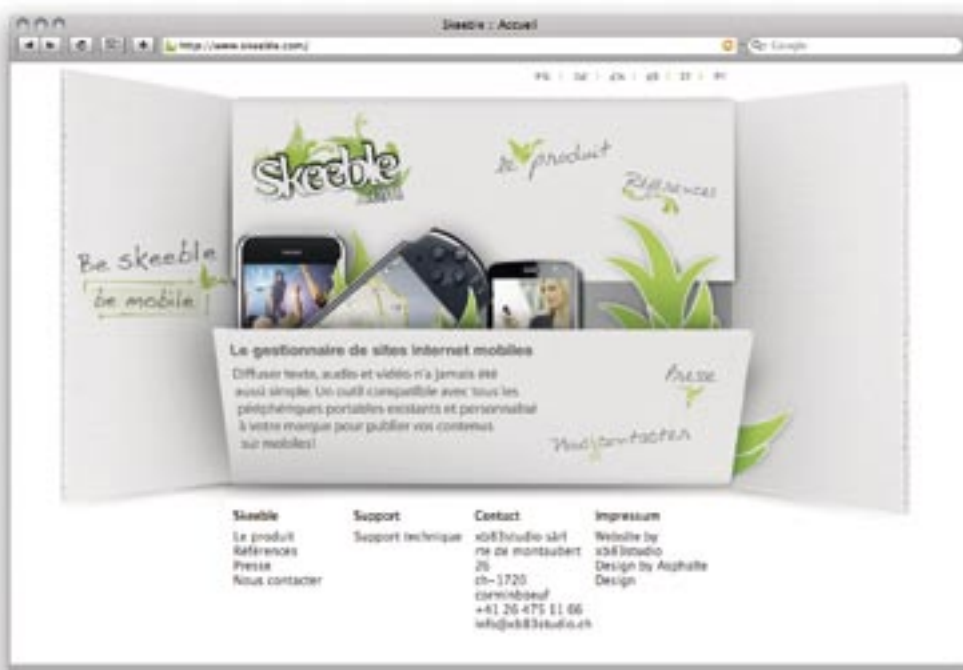 Skeeble : Accueil
http://www.skeeble.com/
Google
Skeeble
.com
le produit
Références
Be skeeble
be mobile
Le gestionnaire de sites internet mobiles
Diffuser texte, audio et vidéo n'a jamais été
aussi simple. Un outil compatible avec tous les
périphériques portables existants et personnalisé
à votre marque pour publier vos contenus
sur mobiles!
Presse
Nous contacter
Skeeble
Le produit
Références
Presse
Nous contacter
Support
Support technique
Contact
xb83studio sàrl
rte de montaubert
26
ch-1720
corminboeuf
+41 26 475 11 66
info@xb83studio.ch
Impressum
Website by
xb83studio
Design by Asphalte
Design